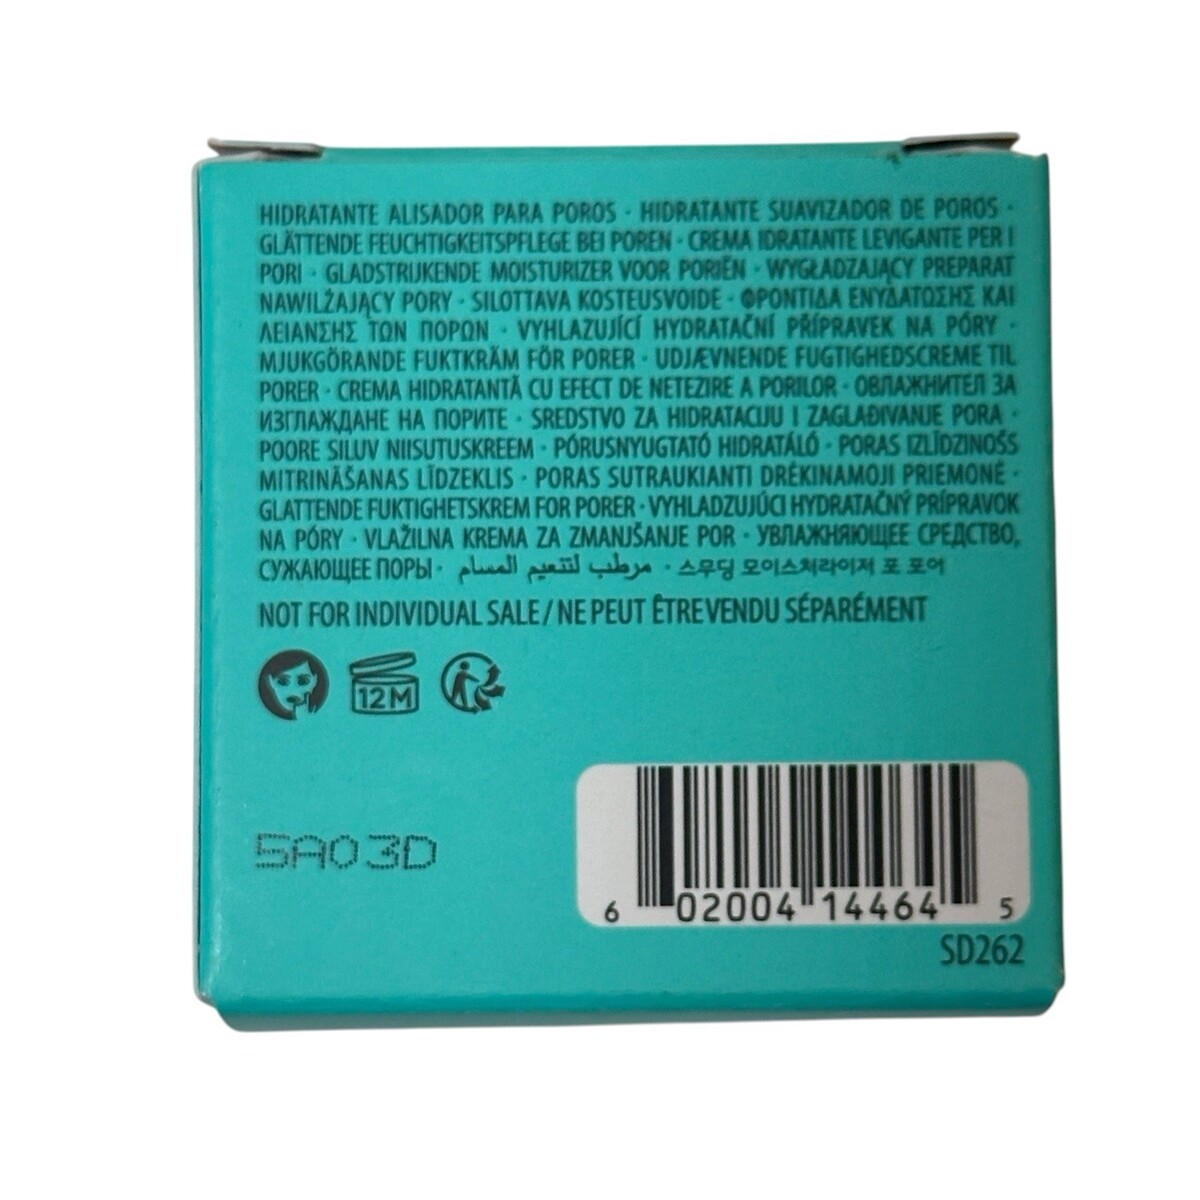 HIDRATANTE ALISADOR PARA POROS · HIDRATANTE SUAVIZADOR DE POROS ·
GLÄTTENDE FEUCHTIGKEITSPFLEGE BEI POREN · CREMA IDRATANTE LEVIGANTE PER I
PORI · GLADSTRIJKENDE MOISTURIZER VOOR PORIËN · WYGŁADZAJĄCY PREPARAT
NAWILŻAJĄCY PORY · SILOTTAVA KOSTEUSVOIDE · ΦΡΟΝΤΙΔΑ ΕΝΥΔΑΤΩΣΗΣ ΚΑΙ
ΛΕΙΑΝΣΗΣ ΤΩΝ ΠΟΡΩΝ · VYHLAZUJÍCÍ HYDRATAČNÍ PŘÍPRAVEK NA PÓRY ·
MJUKGÖRANDE FUKTKRÄM FÖR PORER · UDJÆVNENDE FUGTIGHEDSCREME TIL
PORER · CREMA HIDRATANTĂ CU EFECT DE NETEZIRE A PORILOR · ОВЛАЖНИТЕЛ ЗА
ИЗГЛАЖДАНЕ НА ПОРИТЕ · SREDSTVO ZA HIDRATACIJU I ZAGLAĐIVANJE PORA ·
POORE SILUV NIISUTUSKREEM · PÓRUSNYUGTATÓ HIDRATÁLÓ · PORAS IZLĪDZINOŠS
MITRINĀŠANAS LĪDZEKLIS · PORAS SUTRAUKIANTI DRĖKINAMOJI PRIEMONĖ ·
GLATTENDE FUKTIGHETSKREM FOR PORER · VYHLADZUJÚCI HYDRATAČNÝ PRÍPRAVOK
NA PÓRY · VLAŽILNA KREMA ZA ZMANJŠANJE POR · УВЛАЖНЯЮЩЕЕ СРЕДСТВО,
СУЖАЮЩЕЕ ПОРЫ · مرطب لتنعيم المسام · 스무딩 모이스처라이저 포 포어
NOT FOR INDIVIDUAL SALE / NE PEUT ÊTRE VENDU SÉPARÉMENT
12M
5A03D
6 02004 14464 5
SD262